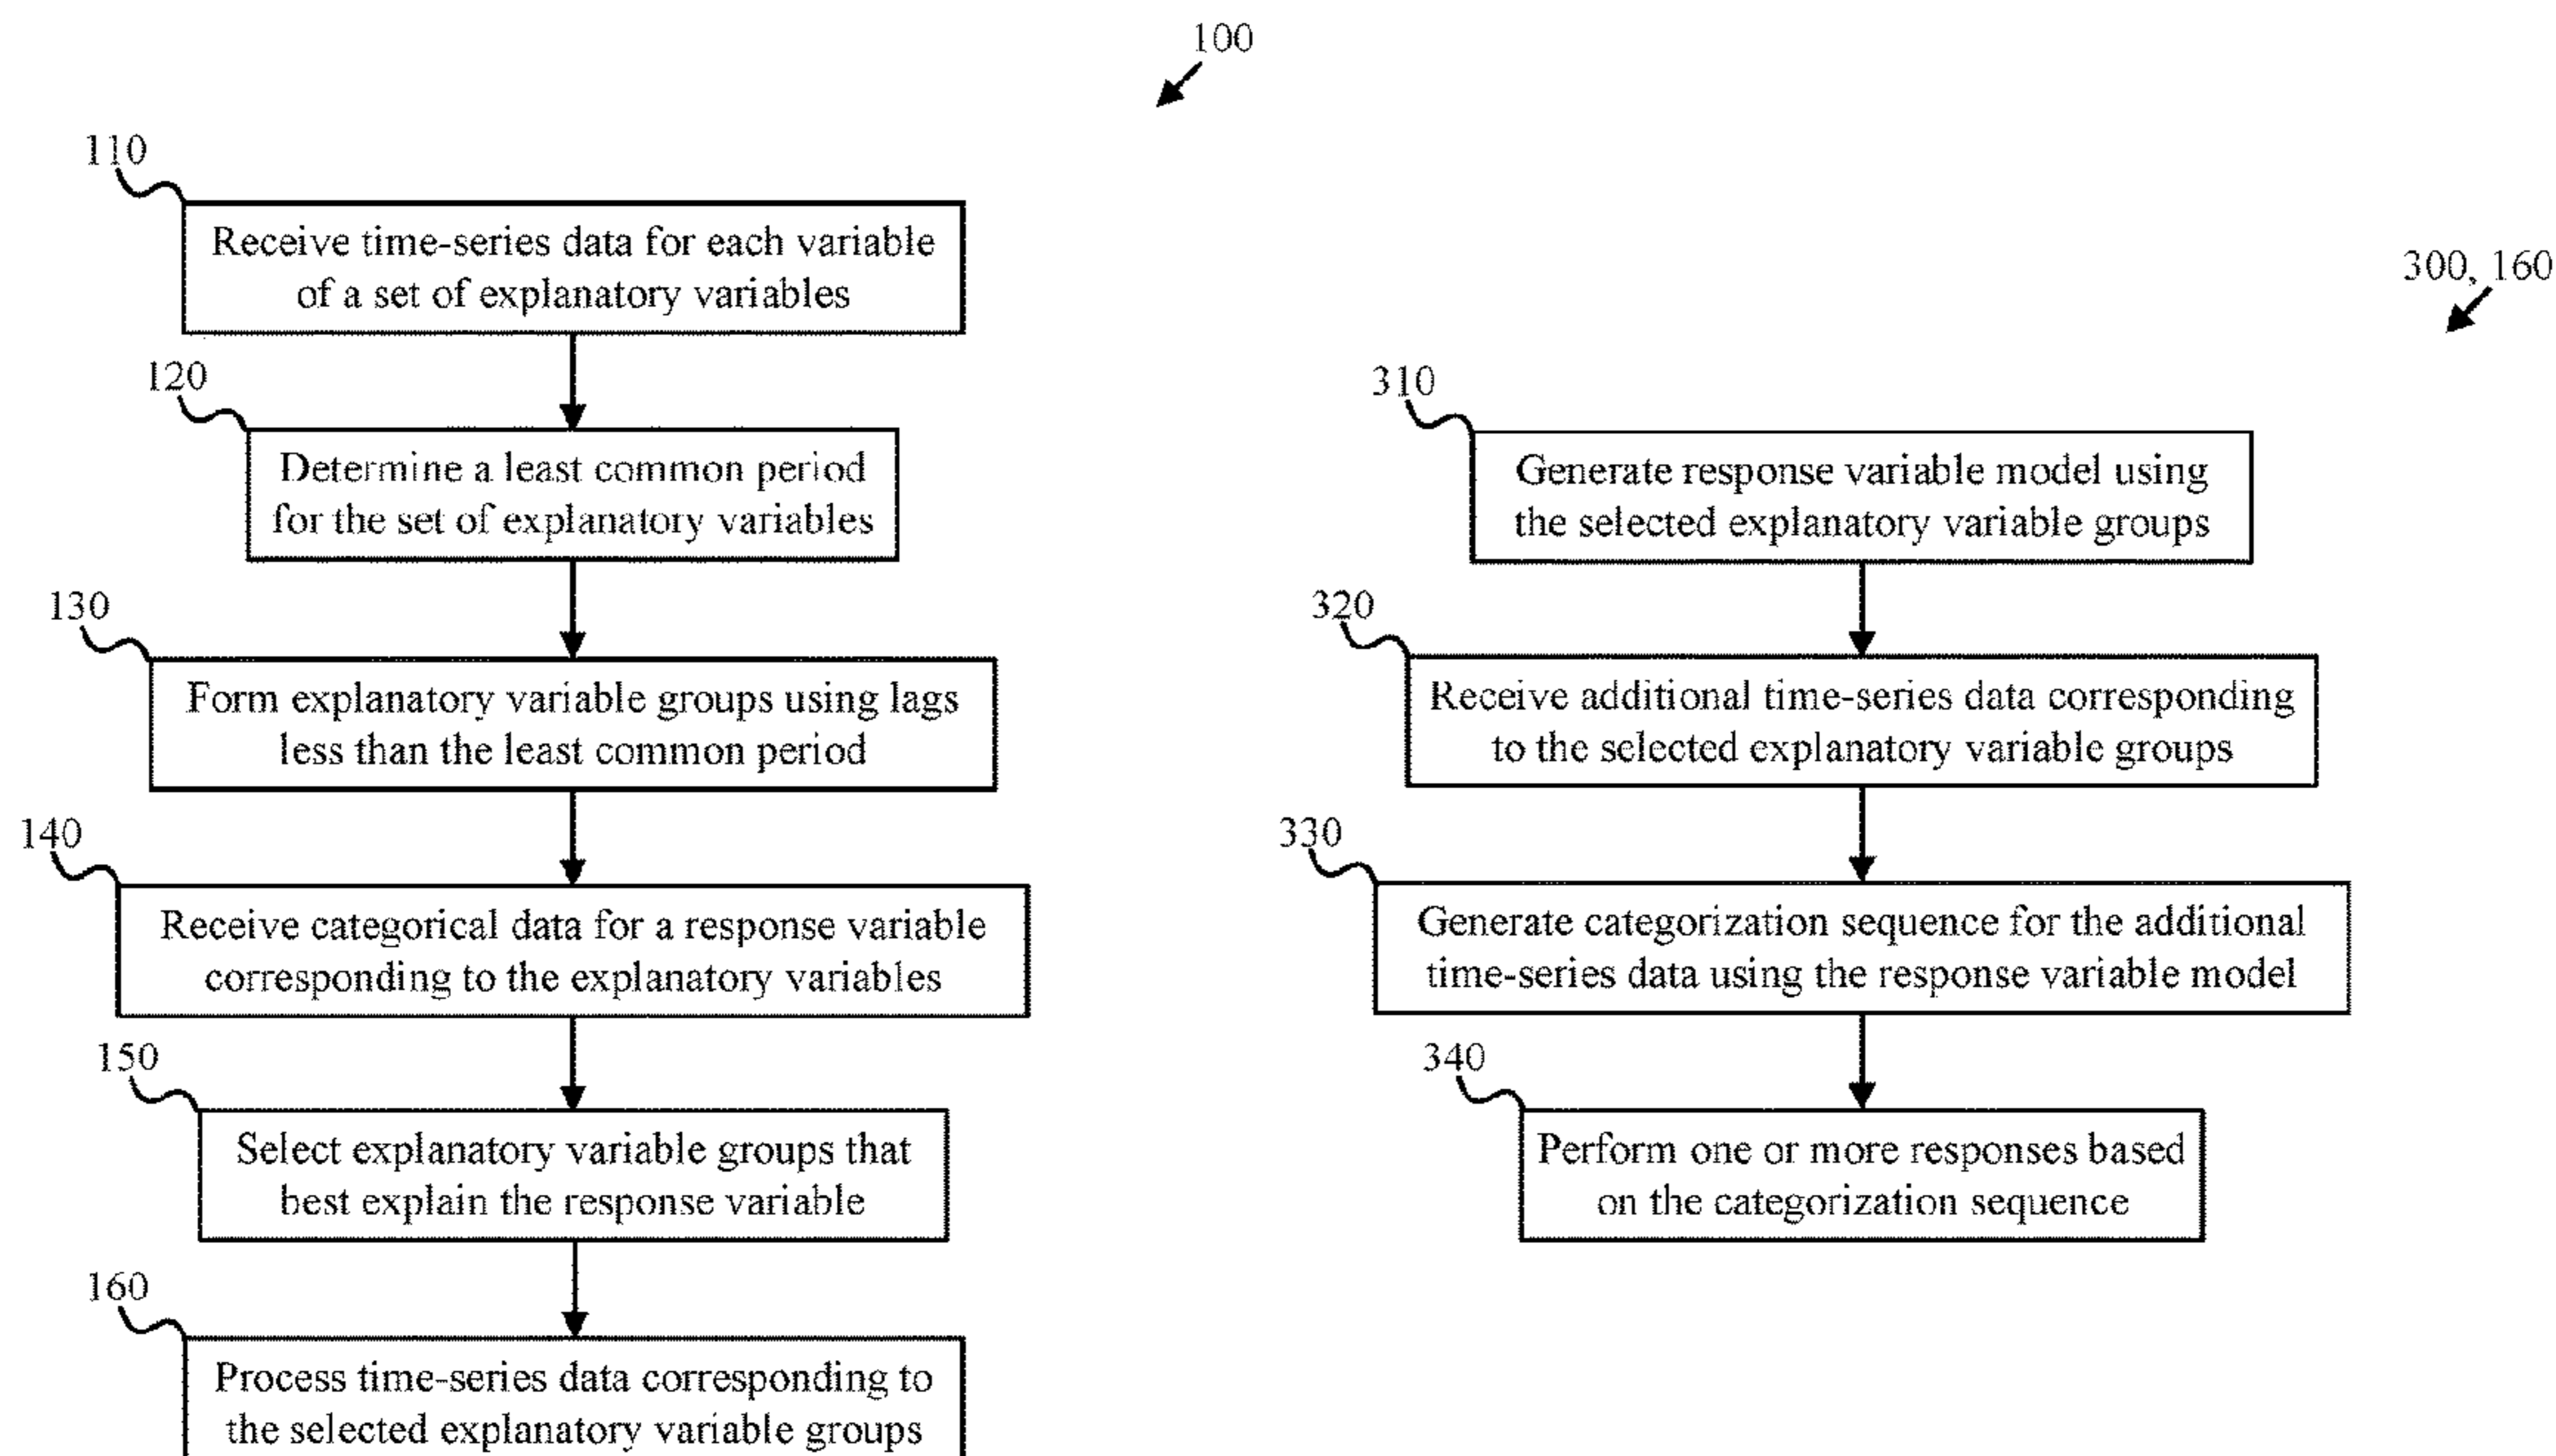 100
110
Receive time-series data for each variable
of a set of explanatory variables
120
Determine a least common period
for the set of explanatory variables
130
Form explanatory variable groups using lags
less than the least common period
140
Receive categorical data for a response variable
corresponding to the explanatory variables
150
Select explanatory variable groups that
best explain the response variable
160
Process time-series data corresponding to
the selected explanatory variable groups
300, 160
310
Generate response variable model using
the selected explanatory variable groups
320
Receive additional time-series data corresponding
to the selected explanatory variable groups
330
Generate categorization sequence for the additional
time-series data using the response variable model
340
Perform one or more responses based
on the categorization sequence